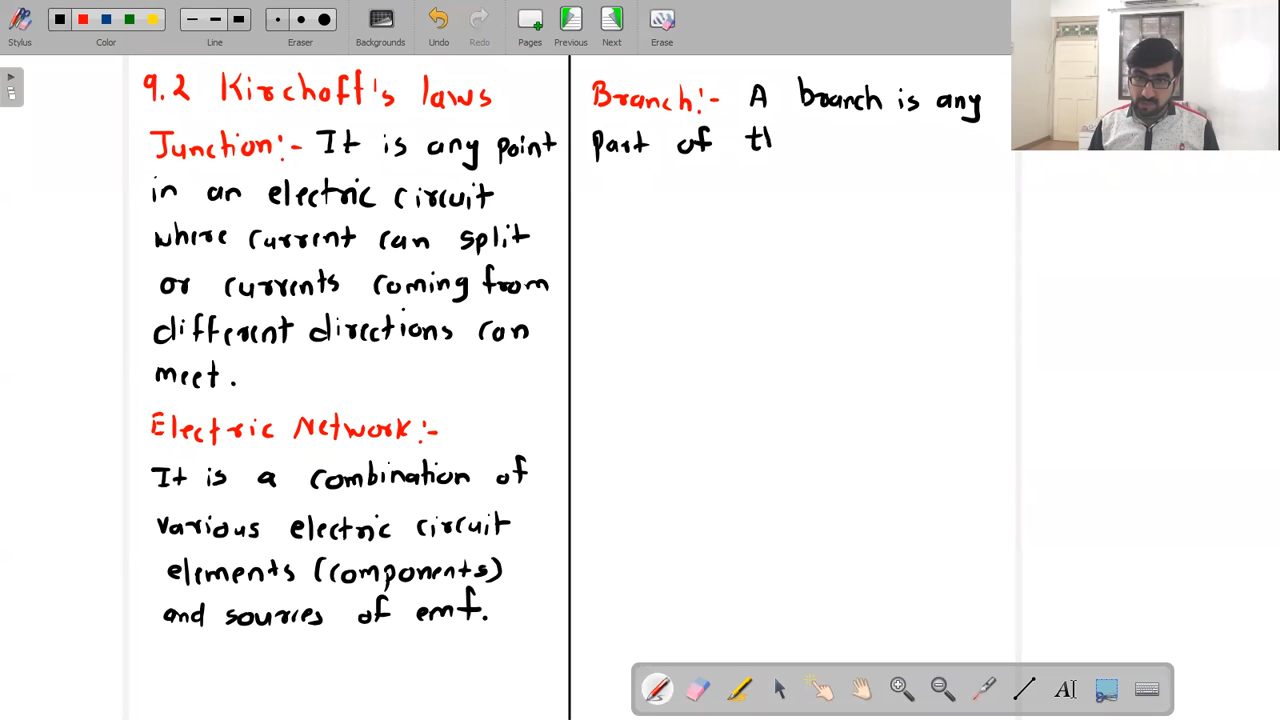 Stylus
Color
Line
Eraser
Backgrounds
Undo
Redo
Pages
Previous
Next
Erase
9.2 Kirchoff's laws
Junction:- It is any point
in an electric circuit
where current can split
or currents coming from
different directions can
meet.
Electric Network:-
It is a combination of
various electric circuit
elements (components)
and sources of emf.
Branch:- A branch is any
part of th
A